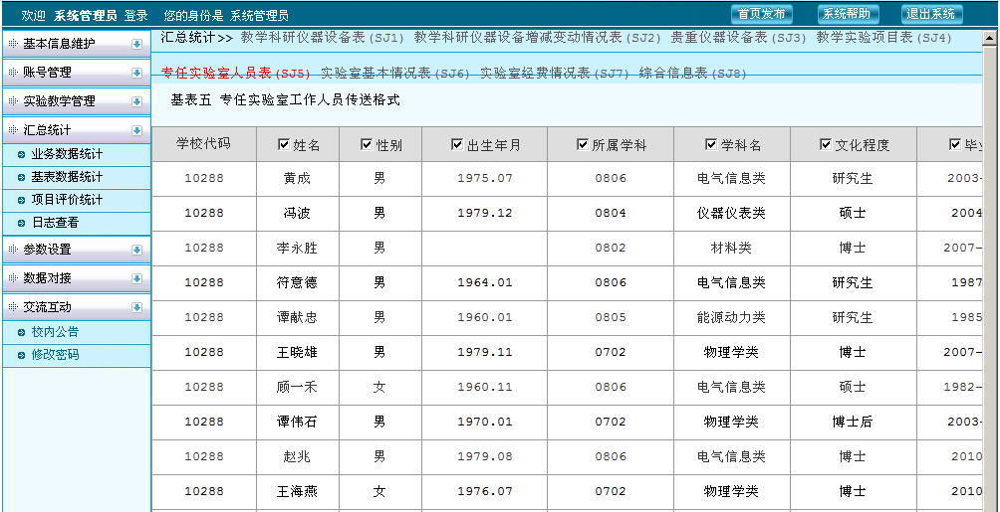 欢迎 系统管理员 登录 您的身份是 系统管理员 首页发布 系统帮助 退出系统
基本信息维护
账号管理
实验教学管理
汇总统计
业务数据统计
基表数据统计
项目评价统计
日志查看
参数设置
数据对接
交流互动
校内公告
修改密码
汇总统计>> 教学科研仪器设备表(SJ1) 教学科研仪器设备增减变动情况表(SJ2) 贵重仪器设备表(SJ3) 教学实验项目表(SJ4)
专任实验室人员表(SJ5) 实验室基本情况表(SJ6) 实验室经费情况表(SJ7) 综合信息表(SJ8)
基表五 专任实验室工作人员传送格式
学校代码 姓名 性别 出生年月 所属学科 学科名 文化程度 毕
10288 黄成 男 1975.07 0806 电气信息类 研究生 2003-
10288 冯波 男 1979.12 0804 仪器仪表类 硕士 2004
10288 李永胜 男 0802 材料类 博士 2007-
10288 符意德 男 1964.01 0806 电气信息类 研究生 1987
10288 谭献忠 男 1960.01 0805 能源动力类 研究生 1985
10288 王晓雄 男 1979.11 0702 物理学类 博士 2007-
10288 顾一禾 女 1960.11 0806 电气信息类 硕士 1982-
10288 谭伟石 男 1970.01 0702 物理学类 博士后 2003-
10288 赵兆 男 1979.08 0806 电气信息类 博士 2010
10288 王海燕 女 1976.07 0702 物理学类 博士 2010